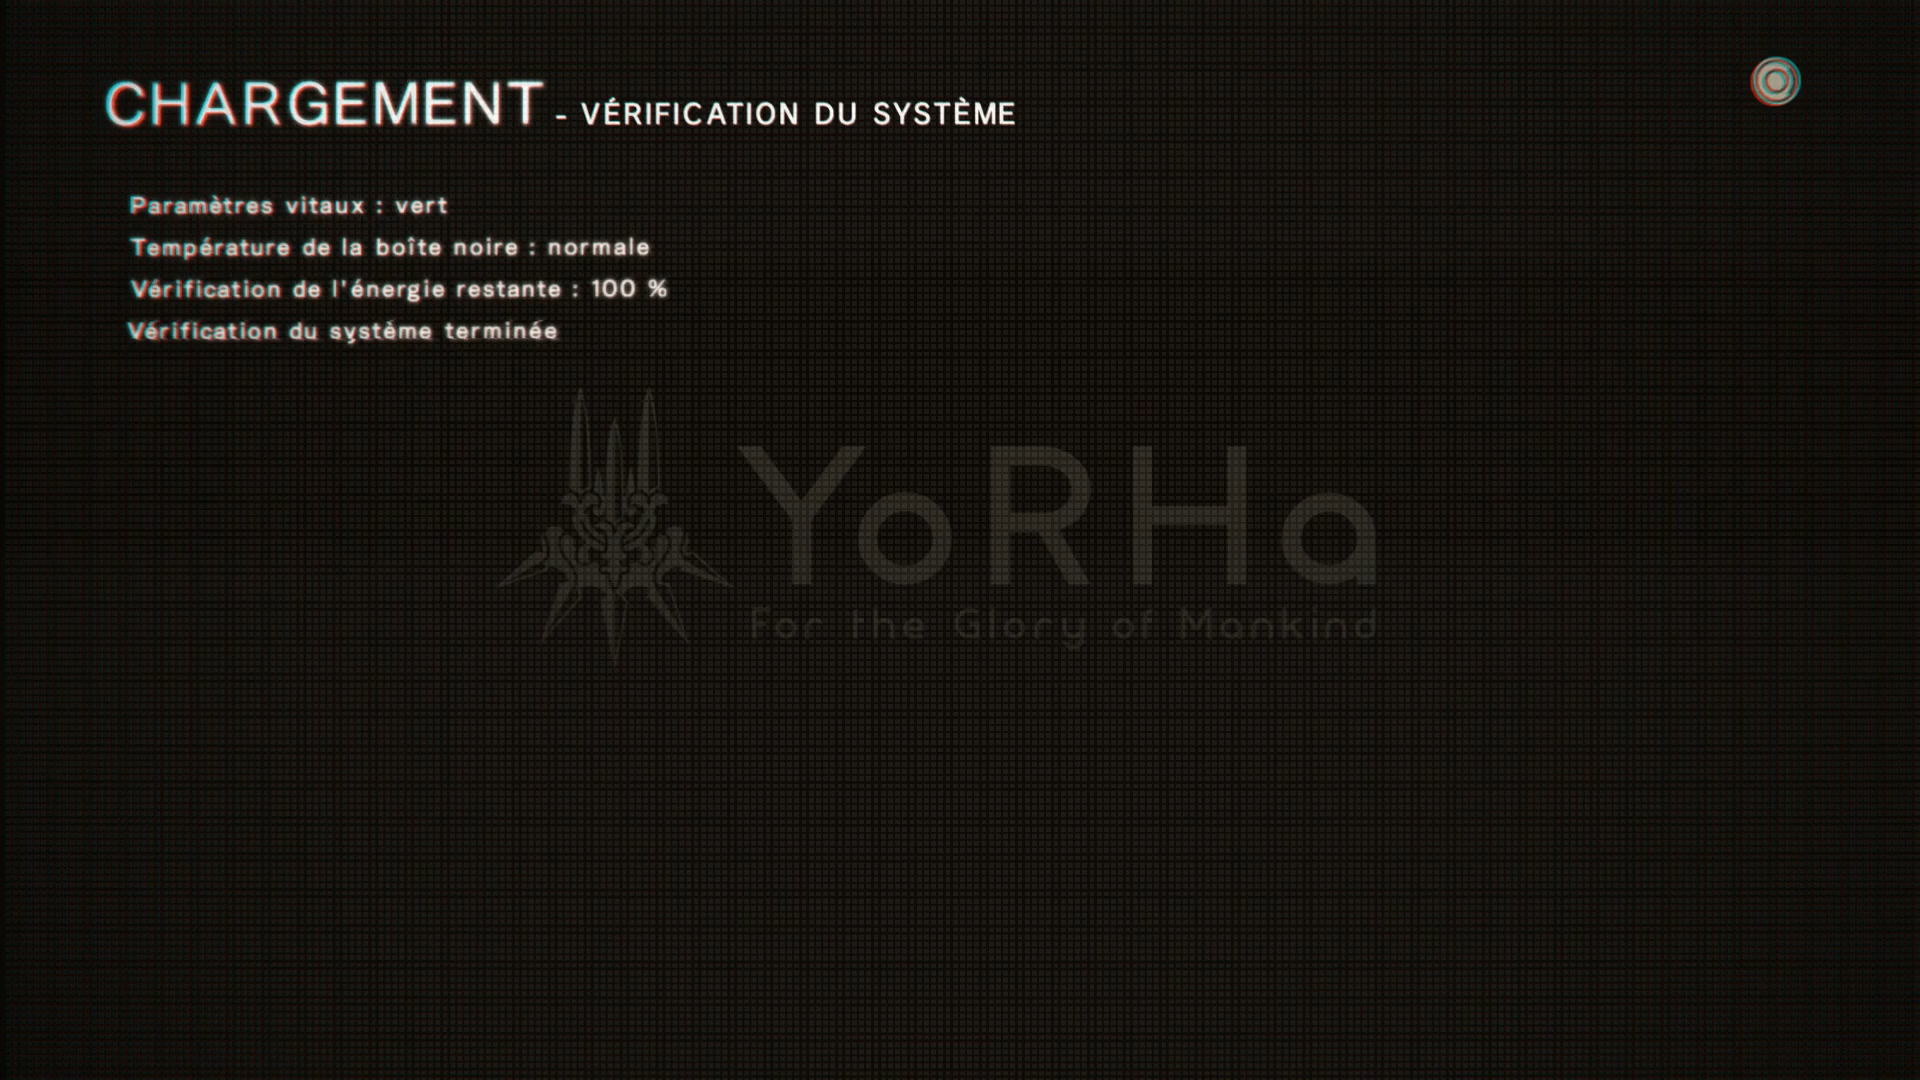 CHARGEMENT - VÉRIFICATION DU SYSTÈME
Paramètres vitaux : vert
Température de la boîte noire : normale
Vérification de l'énergie restante : 100 %
Vérification du système terminée
YoRHa
For the Glory of Mankind